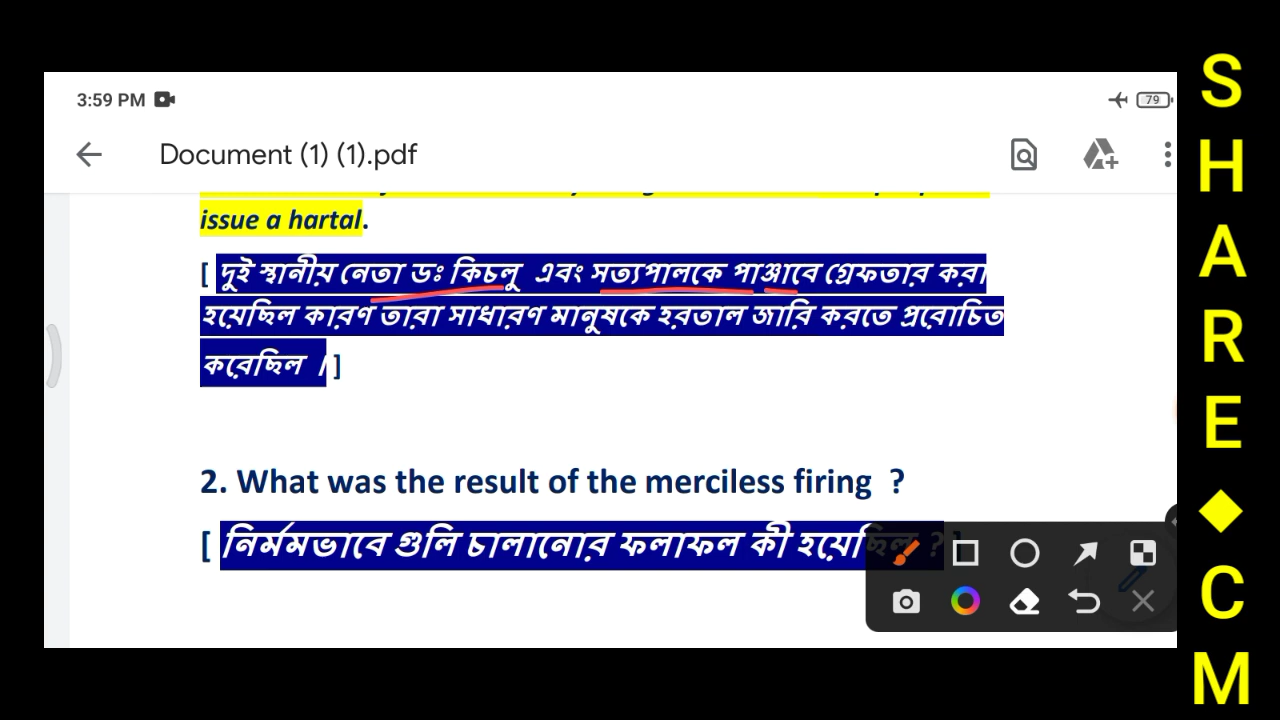 3:59 PM
79
Document (1) (1).pdf
issue a hartal.
[ দুই স্থানীয় নেতা ডঃ কিচলু এবং সত্যপালকে পাঞ্জাবে গ্রেফতার করা
হয়েছিল কারণ তারা সাধারণ মানুষকে হরতাল জারি করতে প্ররোচিত
করেছিল । ]
2. What was the result of the merciless firing ?
[ নির্মমভাবে গুলি চালানোর ফলাফল কী হয়েছিল ? ]
SHARE◆CM